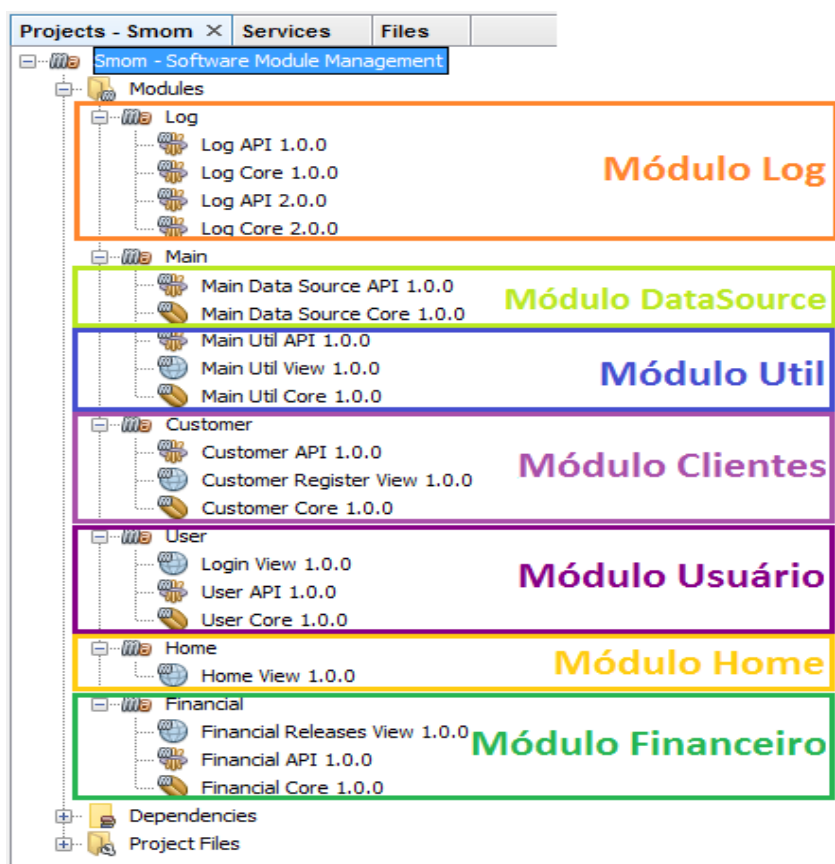 Projects - Smom × Services Files
Smom - Software Module Management
Modules
Log
Log API 1.0.0
Log Core 1.0.0
Módulo Log
Log API 2.0.0
Log Core 2.0.0
Main
Main Data Source API 1.0.0
Módulo DataSource
Main Data Source Core 1.0.0
Main Util API 1.0.0
Main Util View 1.0.0
Módulo Util
Main Util Core 1.0.0
Customer
Customer API 1.0.0
Módulo Clientes
Customer Register View 1.0.0
Customer Core 1.0.0
User
Login View 1.0.0
Módulo Usuário
User API 1.0.0
User Core 1.0.0
Home
Módulo Home
Home View 1.0.0
Financial
Financial Releases View 1.0.0
Módulo Financeiro
Financial API 1.0.0
Financial Core 1.0.0
Dependencies
Project Files